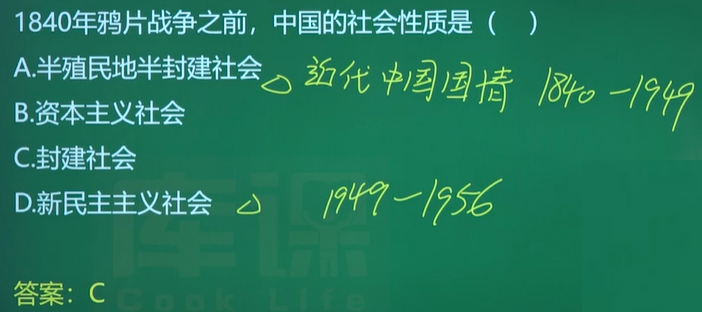 1840年鸦片战争之前，中国的社会性质是（ ）
A.半殖民地半封建社会 近代中国国情 1840-1949
B.资本主义社会
C.封建社会
D.新民主主义社会 1949-1956
库课
答案：C
Cook Life